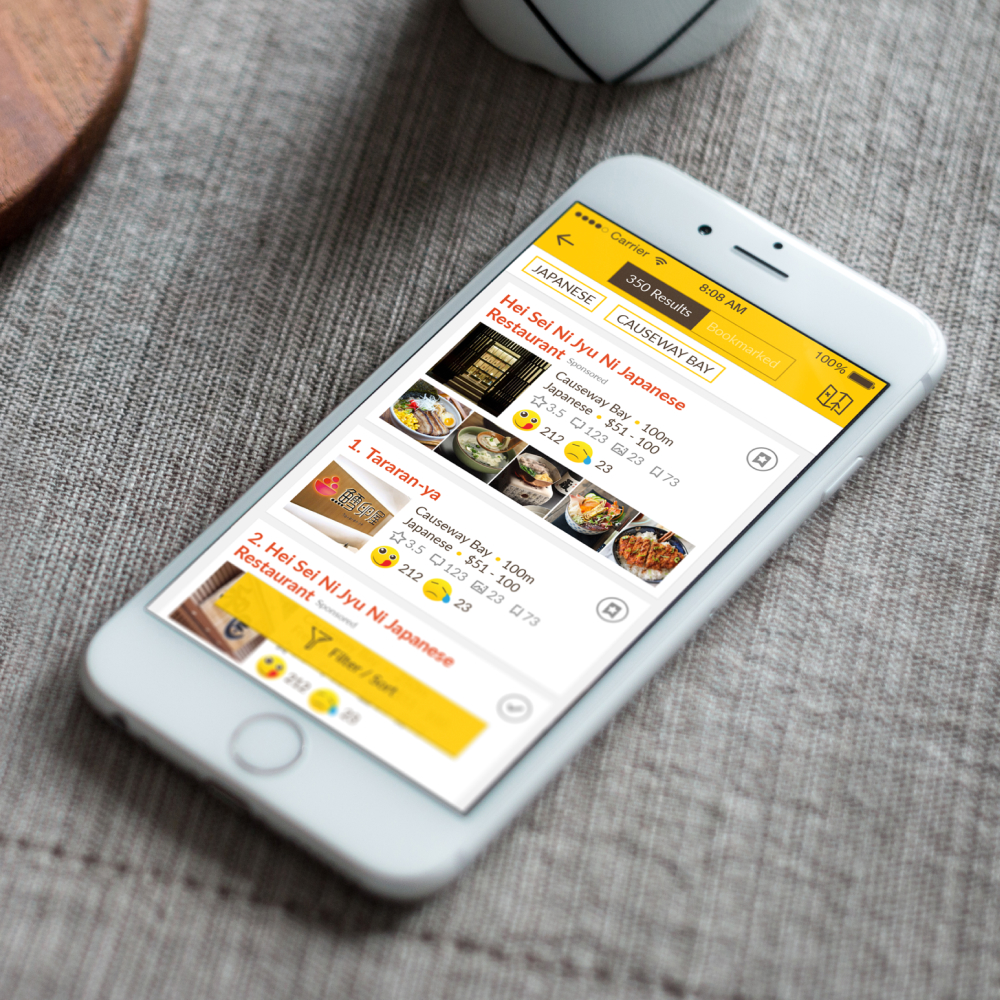 Carrier 8:08 AM 100%
350 Results Bookmarked
JAPANESE CAUSEWAY BAY
Hei Sei Ni Jyu Ni Japanese
Restaurant Sponsored
Causeway Bay • 100m
Japanese • $51 - 100
3.5 123 23 73
212 23
1. Tararan-ya
鱈卵屋
Causeway Bay • 100m
Japanese • $51 - 100
3.5 123 23 73
212 23
2. Hei Sei Ni Jyu Ni Japanese
Restaurant Sponsored
Filter / Sort
212 23